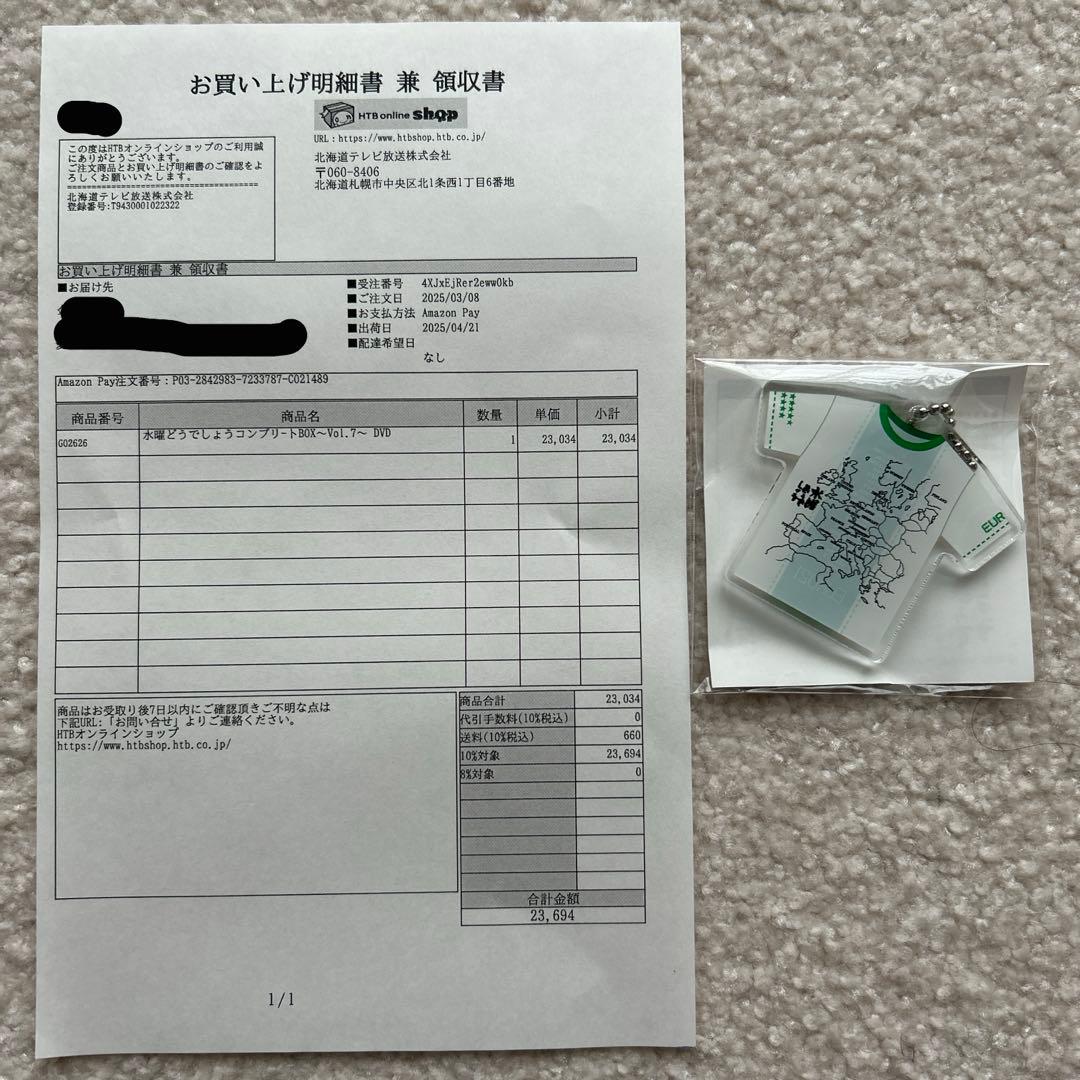 お買い上げ明細書 兼 領収書
HTB online shop
URL：https://www.htbshop.htb.co.jp/
北海道テレビ放送株式会社
〒060-8406
北海道札幌市中央区北1条西1丁目6番地
この度はHTBオンラインショップのご利用誠
にありがとうございます。
ご注文商品とお買い上げ明細書のご確認をよ
ろしくお願いいたします。
======================================
北海道テレビ放送株式会社
登録番号:T9430001022322
お買い上げ明細書 兼 領収書
■お届け先
■受注番号 4XJxEjRer2eww0kb
■ご注文日 2025/03/08
■お支払方法 Amazon Pay
■出荷日 2025/04/21
■配達希望日
なし
Amazon Pay注文番号：P03-2842983-7233787-C021489
商品番号 商品名 数量 単価 小計
G02626 水曜どうでしょうコンプリートBOX～Vol.7～ DVD 1 23,034 23,034
商品はお受取り後7日以内にご確認頂きご不明な点は
下記URL:「お問い合せ」よりご連絡ください。
HTBオンラインショップ
https://www.htbshop.htb.co.jp/
商品合計 23,034
代引手数料(10%税込) 0
送料(10%税込) 660
10%対象 23,694
8%対象 0
合計金額
23,694
1/1
EUR